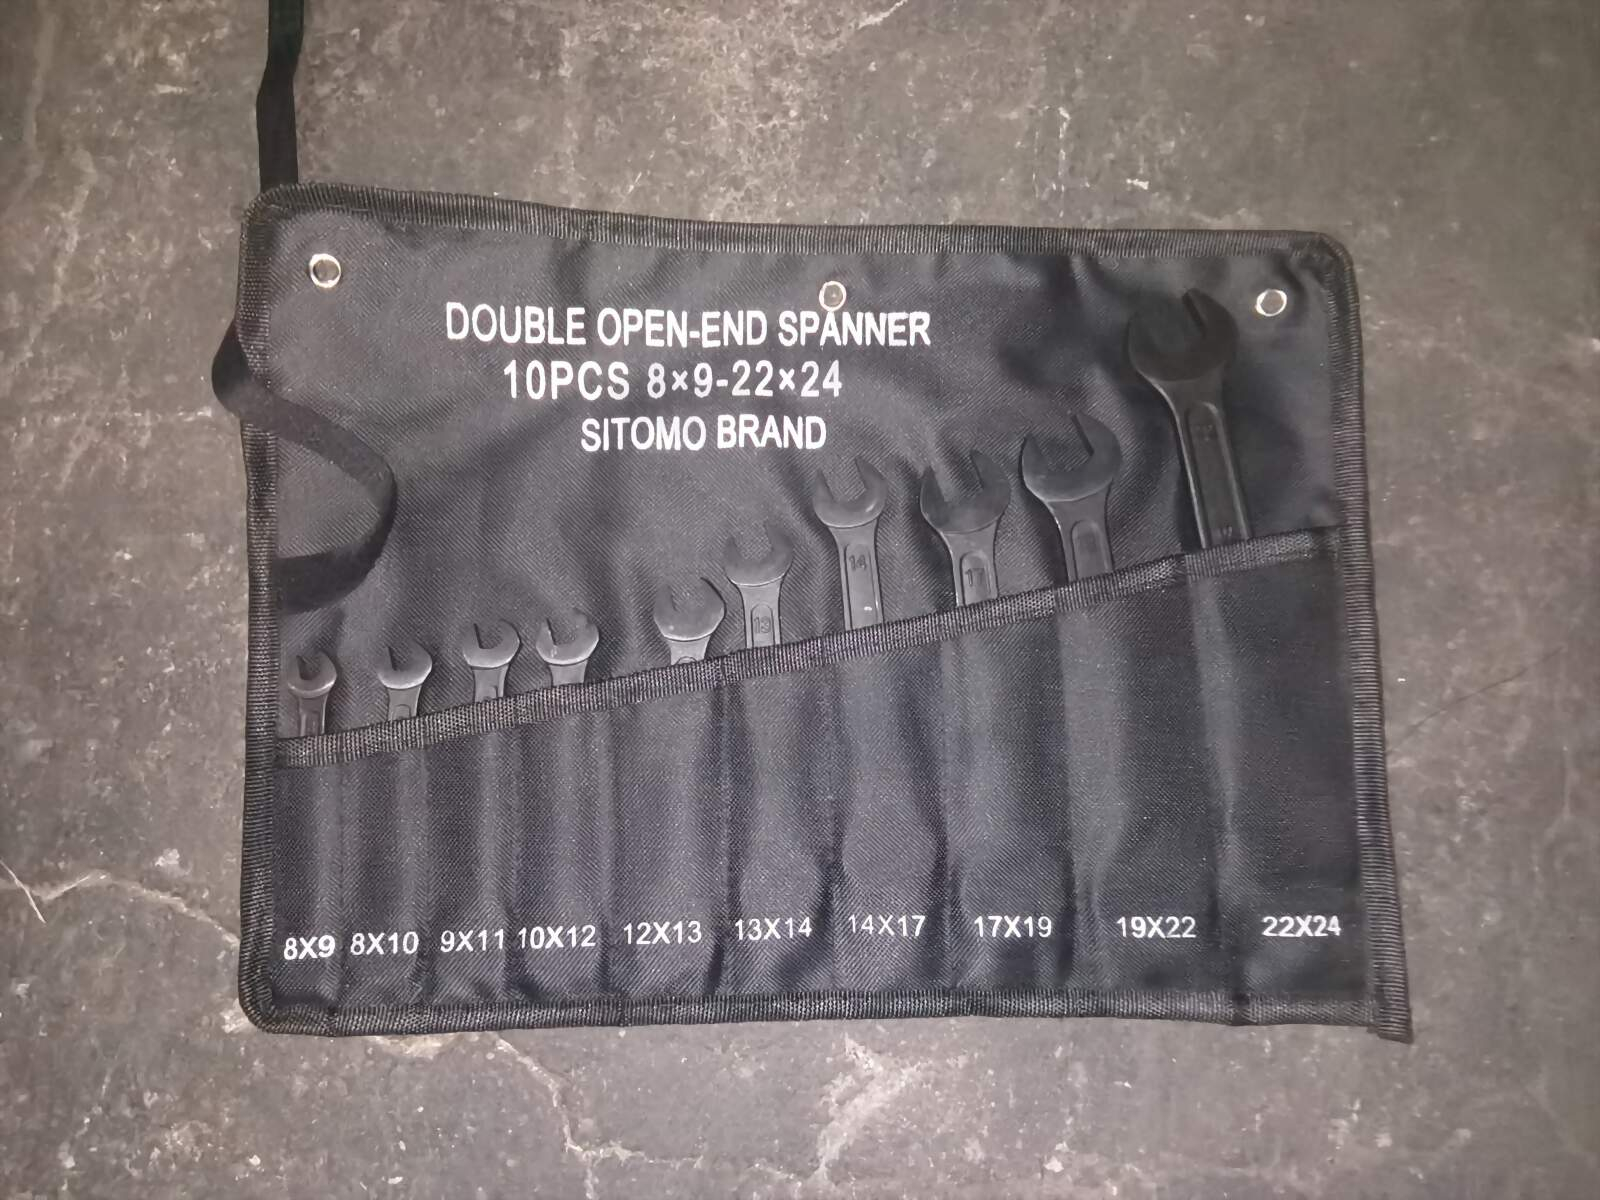 DOUBLE OPEN-END SPANNER
10PCS 8×9-22×24
SITOMO BRAND
14
17
13
8X9 8X10 9X11 10X12 12X13 13X14 14X17 17X19 19X22 22X24